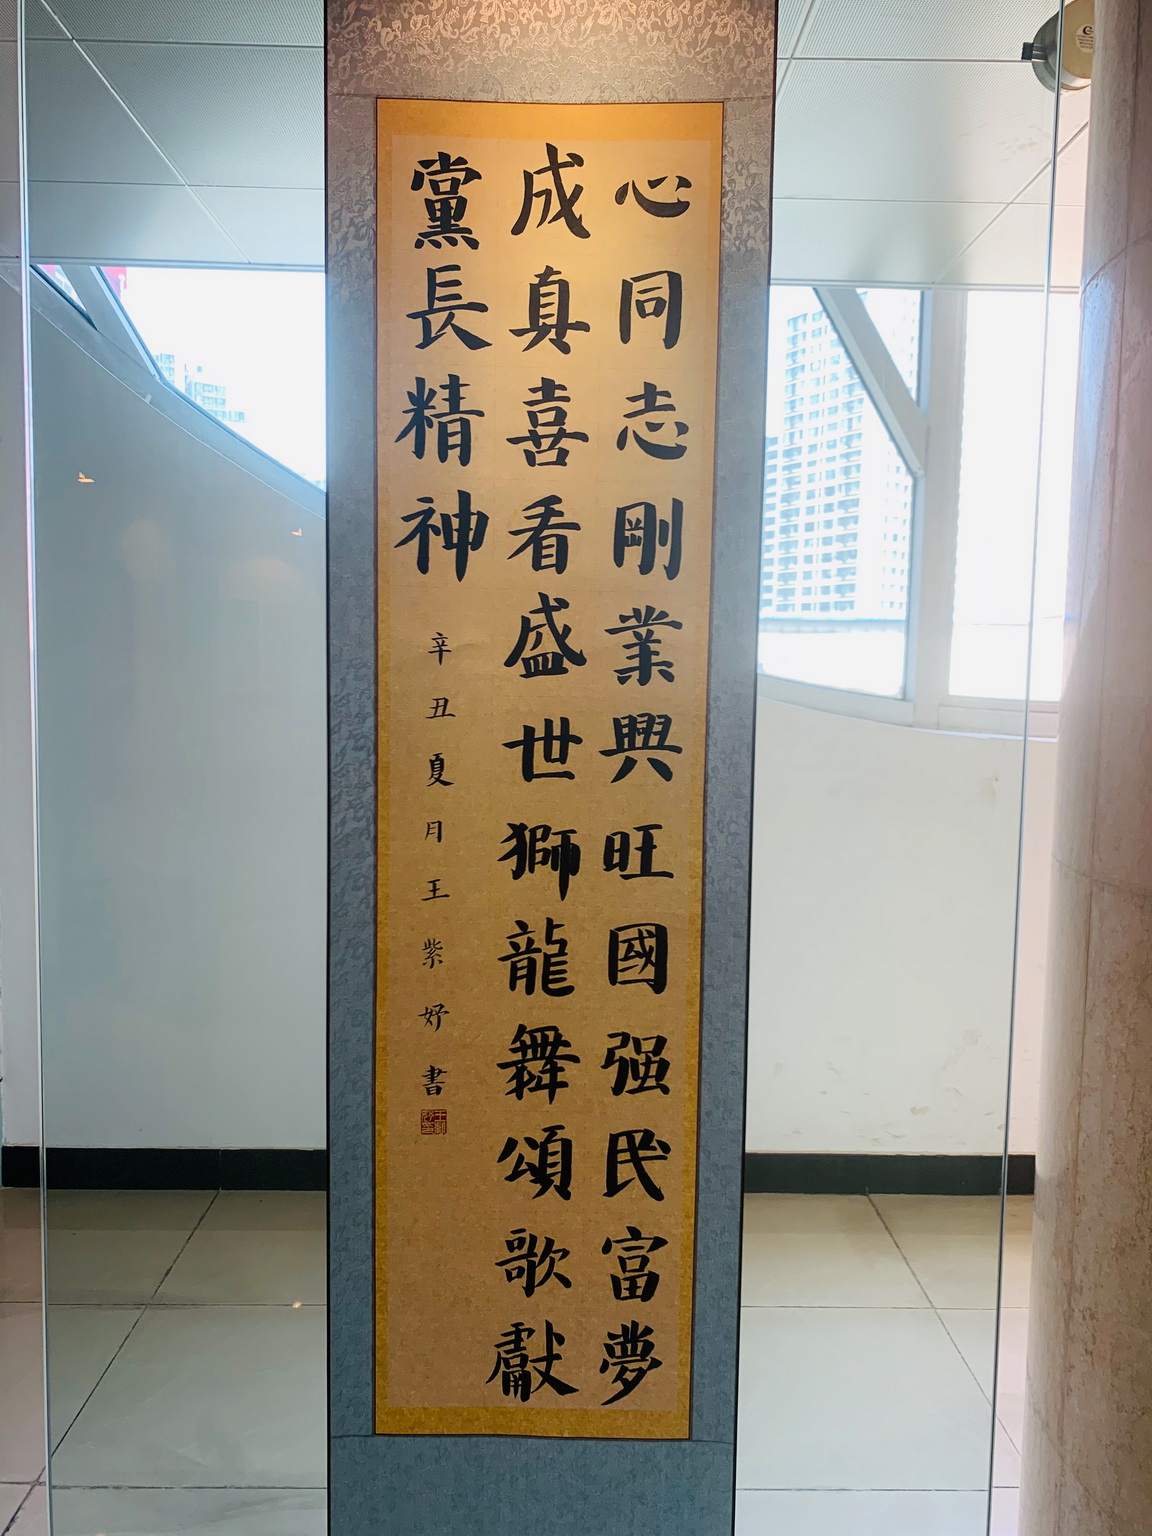 心同志剛業興旺國强民富夢
成真喜看盛世獅龍舞頌歌獻
黨長精神
辛丑夏月王紫妤書